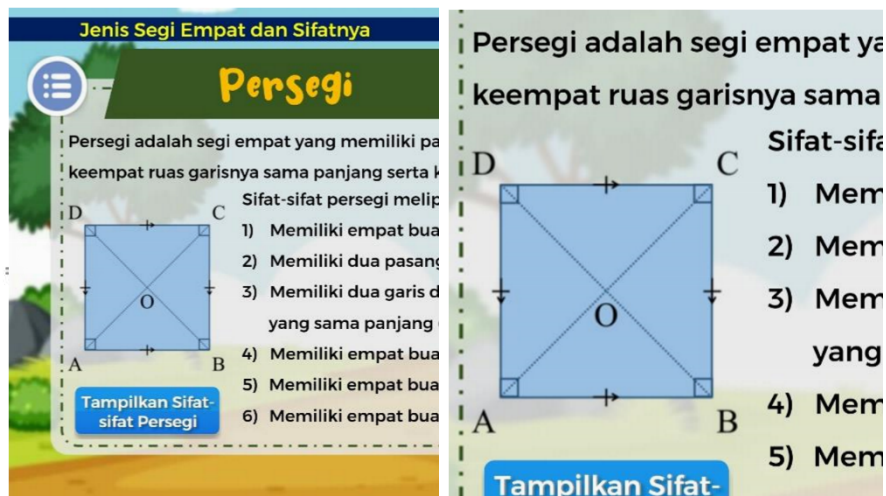 Jenis Segi Empat dan Sifatnya
Persegi
Persegi adalah segi empat yang memiliki pa
keempat ruas garisnya sama panjang serta k
Sifat-sifat persegi melip
D
C
1) Memiliki empat bua
2) Memiliki dua pasang
3) Memiliki dua garis d
O
yang sama panjang
4) Memiliki empat bua
A
B
5) Memiliki empat bua
6) Memiliki empat bua
Tampilkan Sifat-
sifat Persegi
Persegi adalah segi empat ya
keempat ruas garisnya sama
Sifat-sifa
D
C
1) Mem
2) Mem
3) Mem
O
yang
4) Mem
A
B
5) Mem
Tampilkan Sifat-